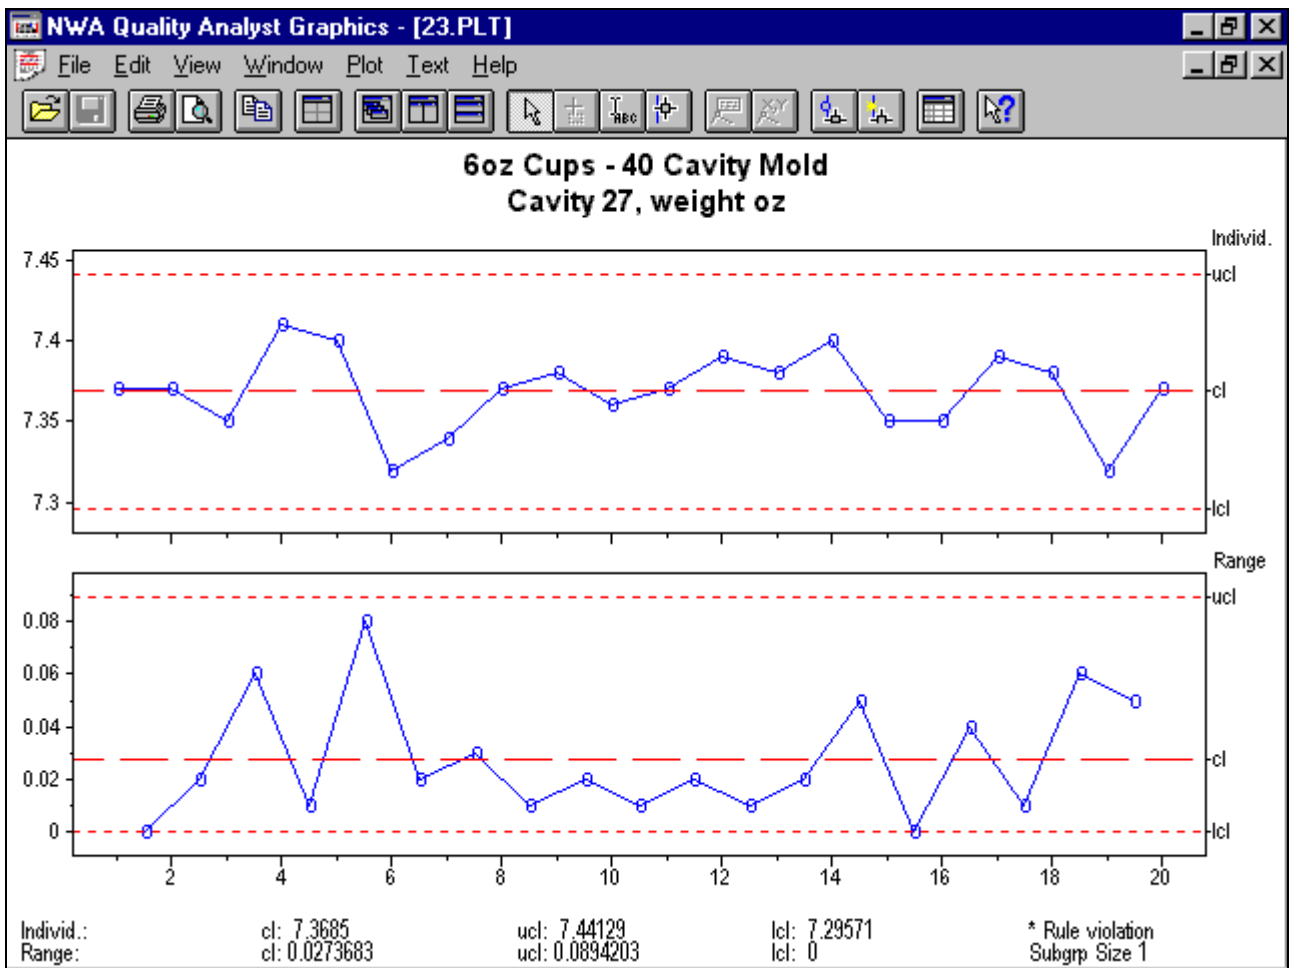 NWA Quality Analyst Graphics - [23.PLT]
File Edit View Window Plot Text Help
ABC X-Y ?
6oz Cups - 40 Cavity Mold
Cavity 27, weight oz
Individ.
7.45
ucl
7.4
cl
7.35
7.3
lcl
Range
ucl
0.08
0.06
0.04
cl
0.02
0
lcl
2 4 6 8 10 12 14 16 18 20
Individ.: cl: 7.3685 ucl: 7.44129 lcl: 7.29571 * Rule violation
Range: cl: 0.0273683 ucl: 0.0894203 lcl: 0 Subgrp Size 1